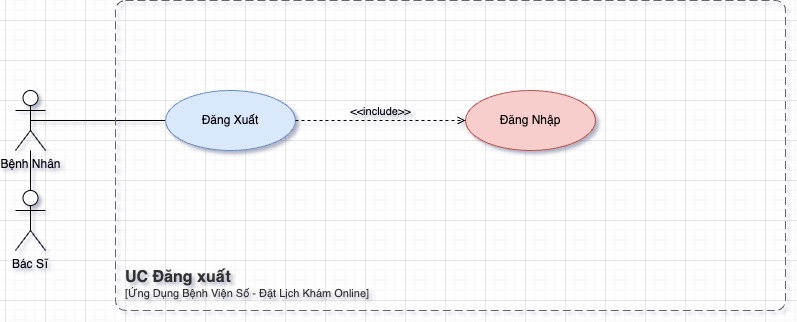 Đăng Xuất
<<include>>
Đăng Nhập
Bệnh Nhân
Bác Sĩ
UC Đăng xuất
[Ứng Dụng Bệnh Viện Số - Đặt Lịch Khám Online]